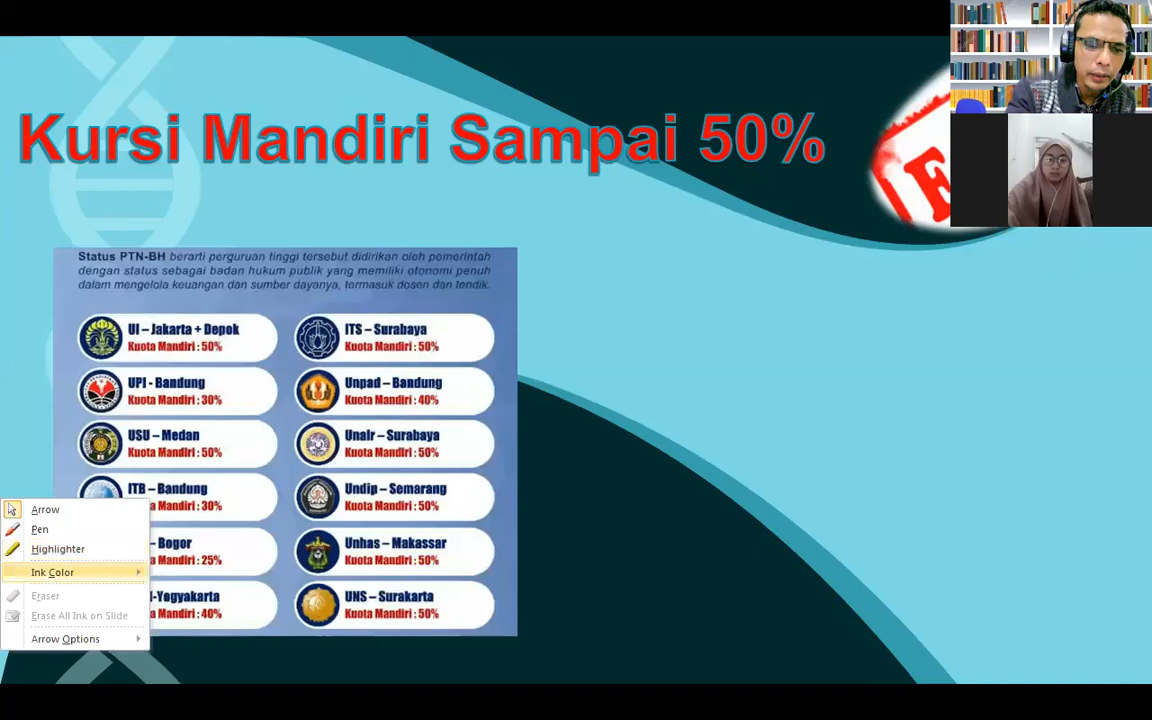 Kursi Mandiri Sampai 50%
Status PTN-BH berarti perguruan tinggi tersebut didirikan oleh pemerintah
dengan status sebagai badan hukum publik yang memiliki otonomi penuh
dalam mengelola keuangan dan sumber dayanya, termasuk dosen dan tendik.
UI – Jakarta + Depok
Kuota Mandiri : 50%
UPI - Bandung
Kuota Mandiri : 30%
USU – Medan
Kuota Mandiri : 50%
ITB – Bandung
a Mandiri : 30%
– Bogor
a Mandiri : 25%
-Yogyakarta
a Mandiri : 40%
ITS – Surabaya
Kuota Mandiri : 50%
Unpad – Bandung
Kuota Mandiri : 40%
Unair – Surabaya
Kuota Mandiri : 50%
Undip – Semarang
Kuota Mandiri : 50%
Unhas – Makassar
Kuota Mandiri : 50%
UNS – Surakarta
Kuota Mandiri : 50%
Arrow
Pen
Highlighter
Ink Color
Eraser
Erase All Ink on Slide
Arrow Options